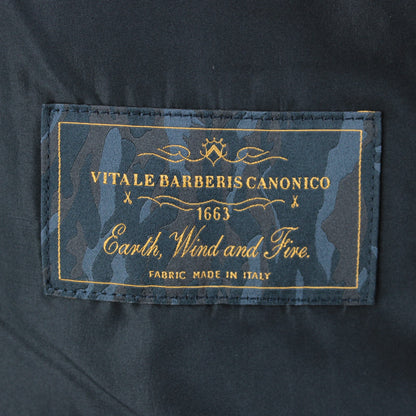 VITALE BARBERIS CANONICO
1663
Earth, Wind and Fire.
FABRIC MADE IN ITALY